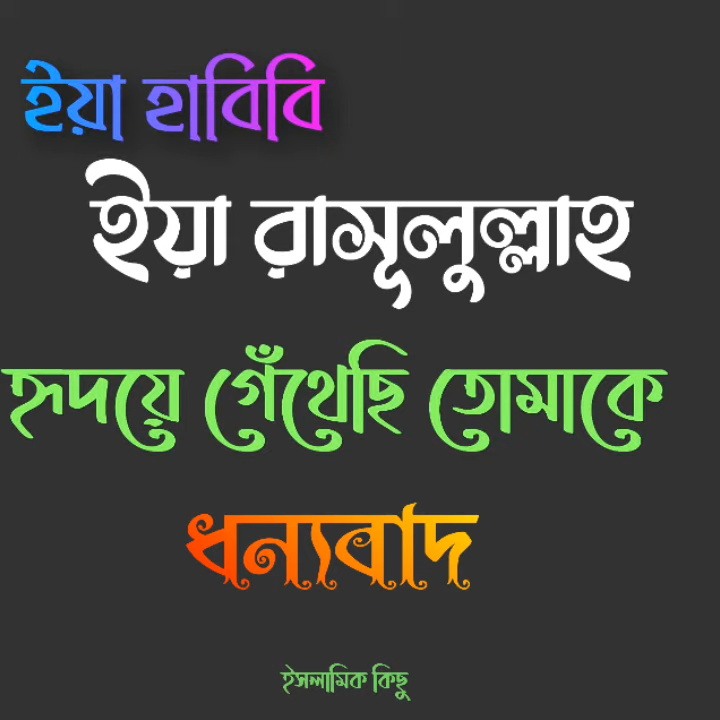 ইয়া হাবিবি
ইয়া রাসূলুল্লাহ
হৃদয়ে গেঁথেছি তোমাকে
ধন্যবাদ
ইসলামিক কিছু